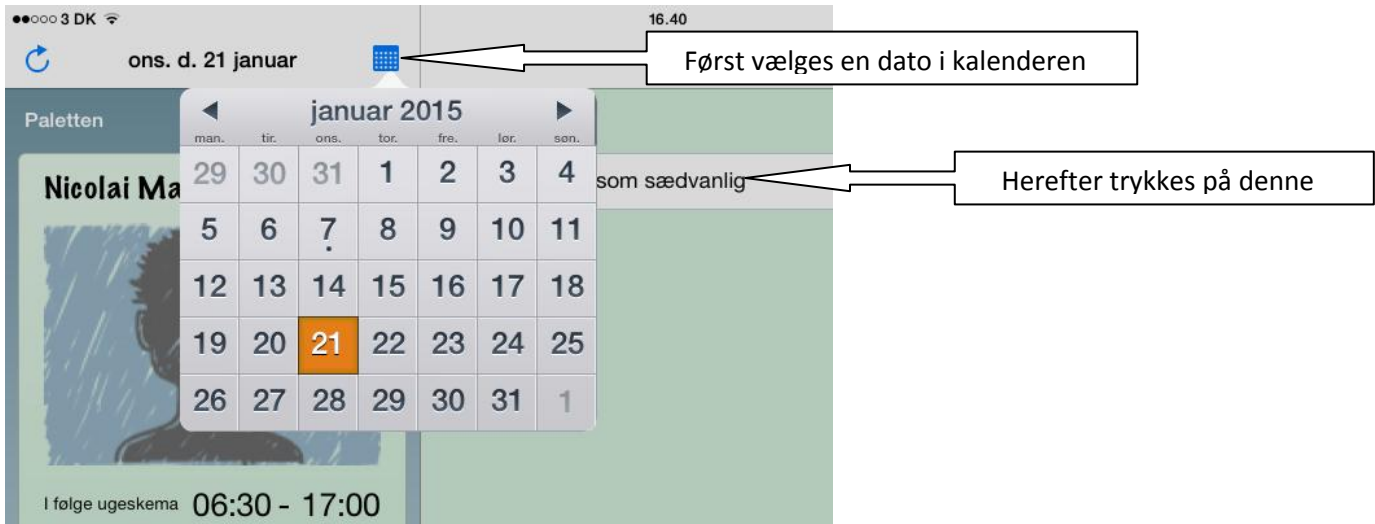 3 DK 16.40
ons. d. 21 januar
Først vælges en dato i kalenderen
Paletten
januar 2015
man. tir. ons. tor. fre. lør. søn.
29 30 31 1 2 3 4
5 6 7 8 9 10 11
12 13 14 15 16 17 18
19 20 21 22 23 24 25
26 27 28 29 30 31 1
Nicolai Ma
som sædvanlig
Herefter trykkes på denne
I følge ugeskema 06:30 - 17:00